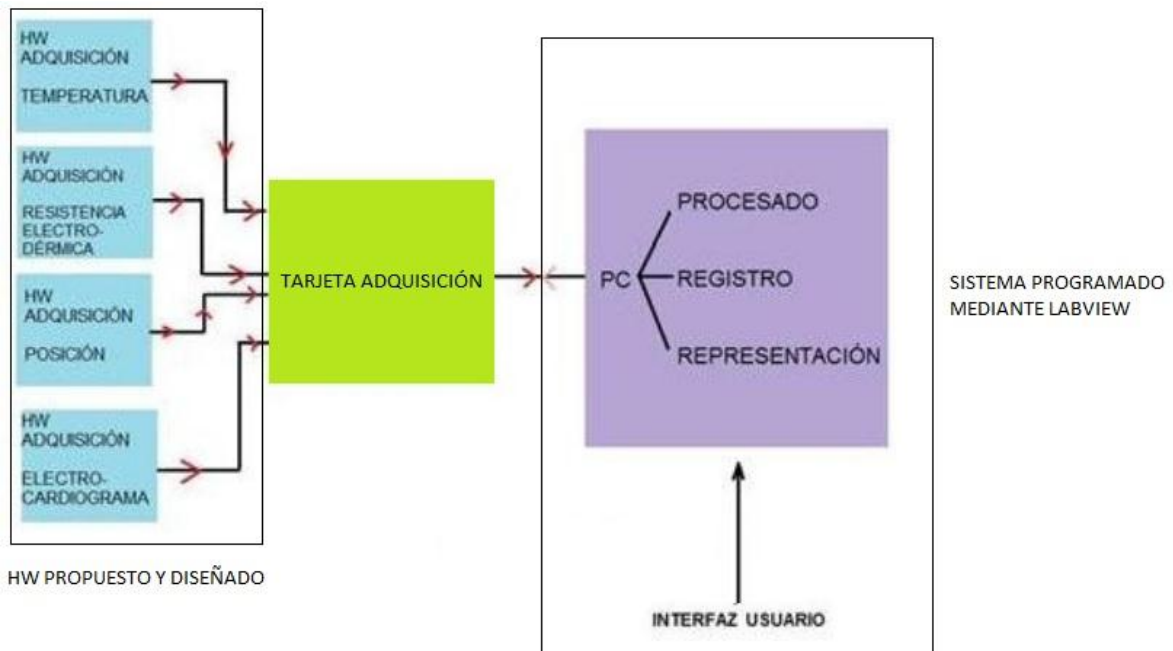 HW
ADQUISICIÓN
TEMPERATURA
HW
ADQUISICIÓN
RESISTENCIA
ELECTRO-
DÉRMICA
HW
ADQUISICIÓN
POSICIÓN
HW
ADQUISICIÓN
ELECTRO-
CARDIOGRAMA
HW PROPUESTO Y DISEÑADO
TARJETA ADQUISICIÓN
PC
PROCESADO
REGISTRO
REPRESENTACIÓN
INTERFAZ USUARIO
SISTEMA PROGRAMADO
MEDIANTE LABVIEW